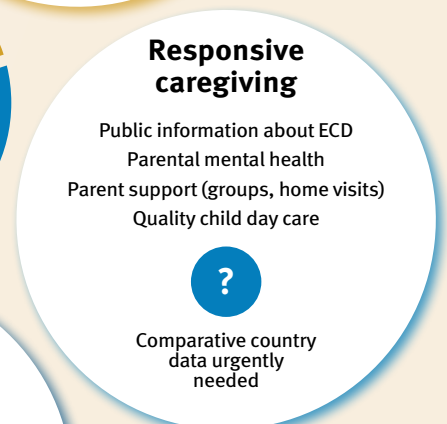 Responsive
caregiving
Public information about ECD
Parental mental health
Parent support (groups, home visits)
Quality child day care
?
Comparative country
data urgently
needed